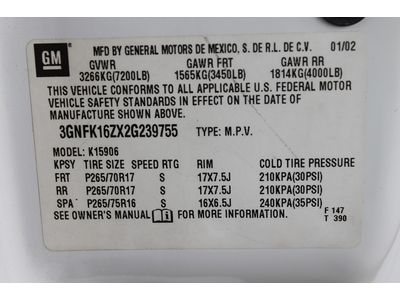 GM MFD BY GENERAL MOTORS DE MEXICO, S. DE R.L. DE C.V. 01/02
GVWR GAWR FRT GAWR RR
3266KG(7200LB) 1565KG(3450LB) 1814KG(4000LB)
THIS VEHICLE CONFORMS TO ALL APPLICABLE U.S. FEDERAL MOTOR
VEHICLE SAFETY STANDARDS IN EFFECT ON THE DATE OF
MANUFACTURE SHOWN ABOVE.
3GNFK16ZX2G239755 TYPE: M.P.V.
MODEL: K15906
KPSY TIRE SIZE SPEED RTG RIM COLD TIRE PRESSURE
FRT P265/70R17 S 17X7.5J 210KPA(30PSI)
RR P265/70R17 S 17X7.5J 210KPA(30PSI)
SPA P265/75R16 S 16X6.5J 240KPA(35PSI)
SEE OWNER'S MANUAL FOR MORE INFORMATION. F 147
T 390